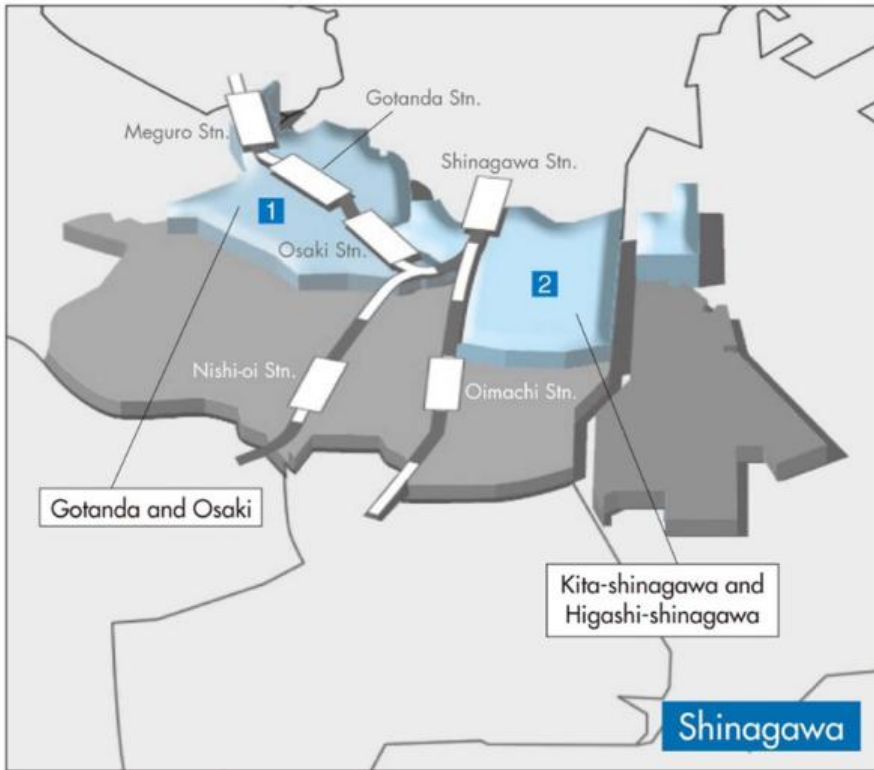 Gotanda Stn.
Meguro Stn.
Shinagawa Stn.
1
Osaki Stn.
2
Nishi-oi Stn.
Oimachi Stn.
Gotanda and Osaki
Kita-shinagawa and
Higashi-shinagawa
Shinagawa